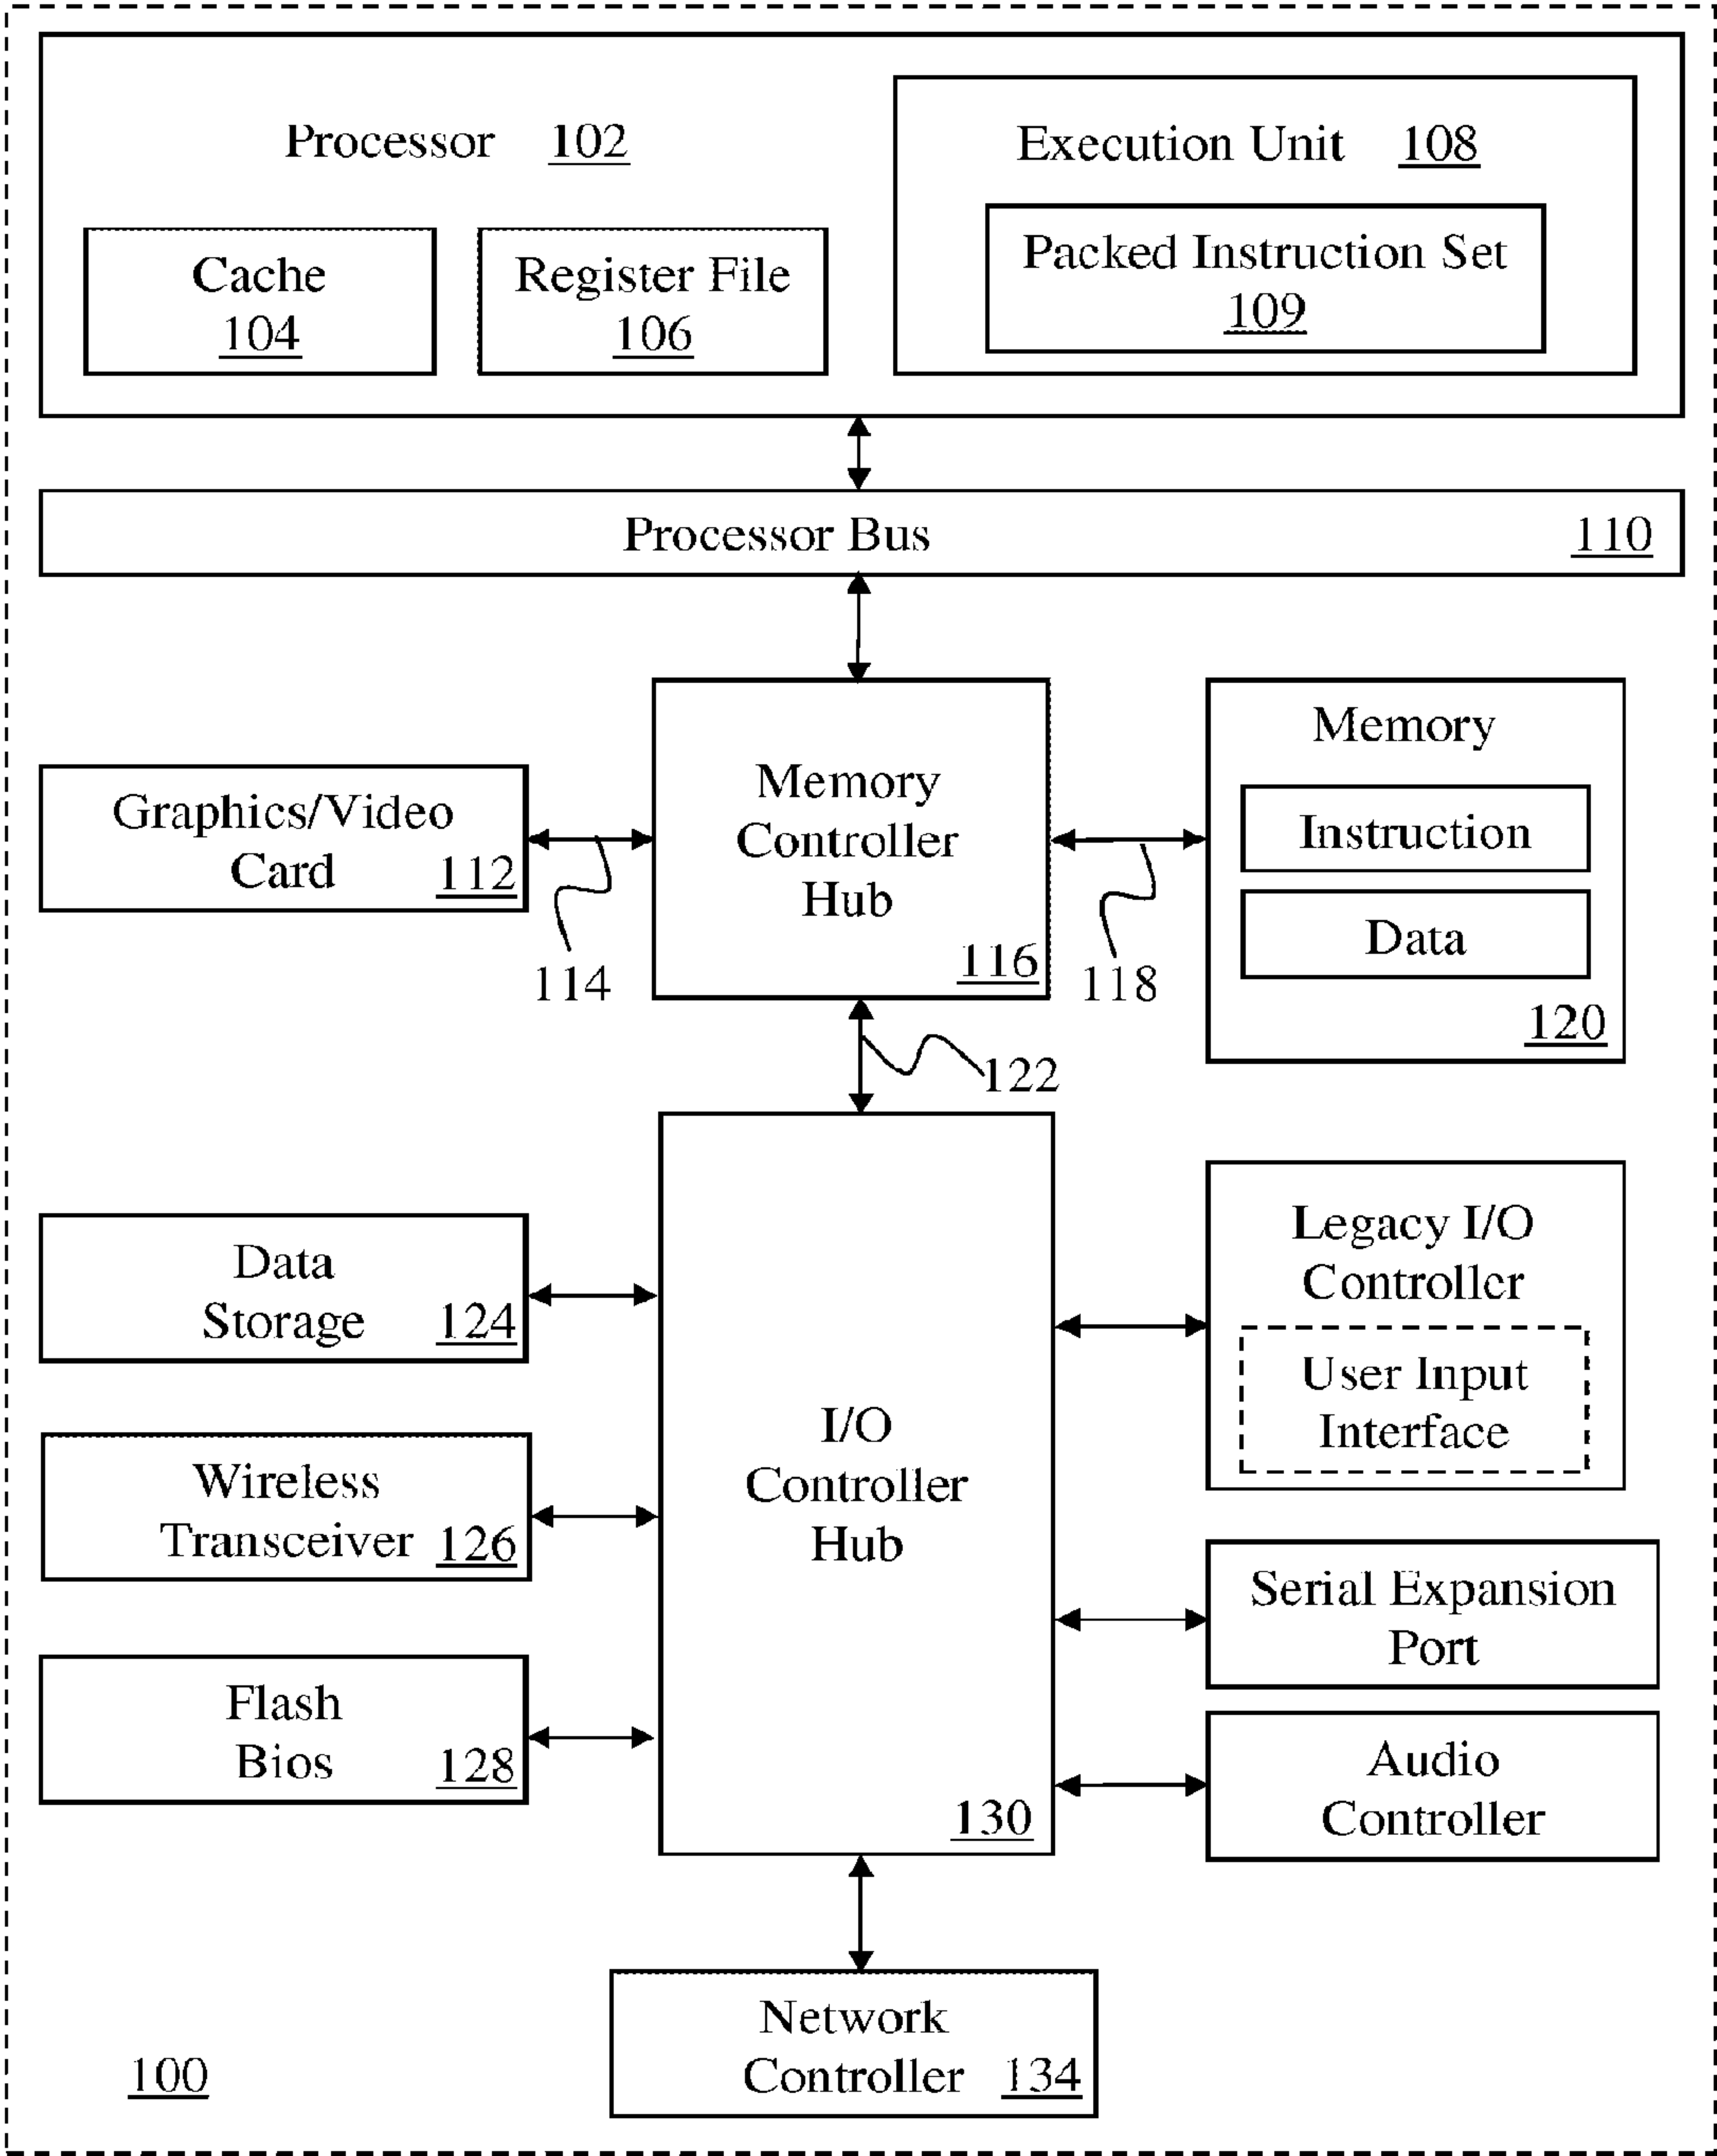 Processor 102
Execution Unit 108
Packed Instruction Set
109
Cache
104
Register File
106
Processor Bus 110
Graphics/Video
Card 112
114
Memory
Controller
Hub
116
118
Memory
Instruction
Data
120
122
Data
Storage 124
Wireless
Transceiver 126
Flash
Bios 128
I/O
Controller
Hub
130
Legacy I/O
Controller
User Input
Interface
Serial Expansion
Port
Audio
Controller
Network
Controller 134
100